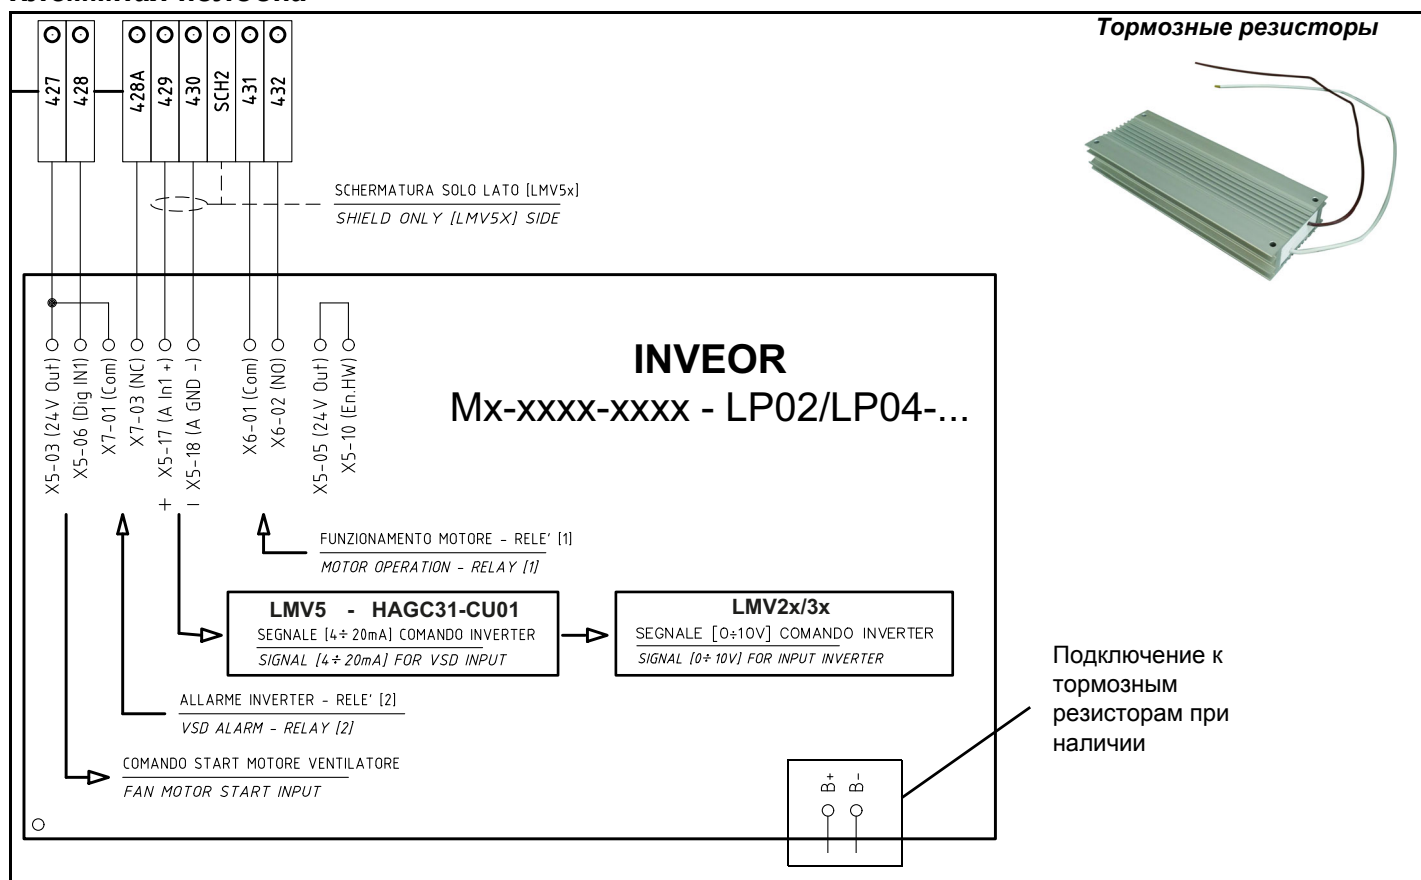 Тормозные резисторы
427
428
428A
429
430
SCH2
431
432
SCHERMATURA SOLO LATO [LMV5x]
SHIELD ONLY [LMV5X] SIDE
X5-03 (24V Out)
X5-06 (Dig IN1)
X7-01 (Com)
X7-03 (NC)
+ X5-17 (A In1 +)
- X5-18 (A GND -)
X6-01 (Com)
X6-02 (NO)
X5-05 (24V Out)
X5-10 (En.HW)
INVEOR
Mx-xxxx-xxxx - LP02/LP04-...
FUNZIONAMENTO MOTORE - RELE' [1]
MOTOR OPERATION - RELAY [1]
LMV5 - HAGC31-CU01
SEGNALE [4÷20mA] COMANDO INVERTER
SIGNAL [4÷20mA] FOR VSD INPUT
LMV2x/3x
SEGNALE [0÷10V] COMANDO INVERTER
SIGNAL [0÷10V] FOR INPUT INVERTER
ALLARME INVERTER - RELE' [2]
VSD ALARM - RELAY [2]
COMANDO START MOTORE VENTILATORE
FAN MOTOR START INPUT
B+
B-
Подключение к
тормозным
резисторам при
наличии